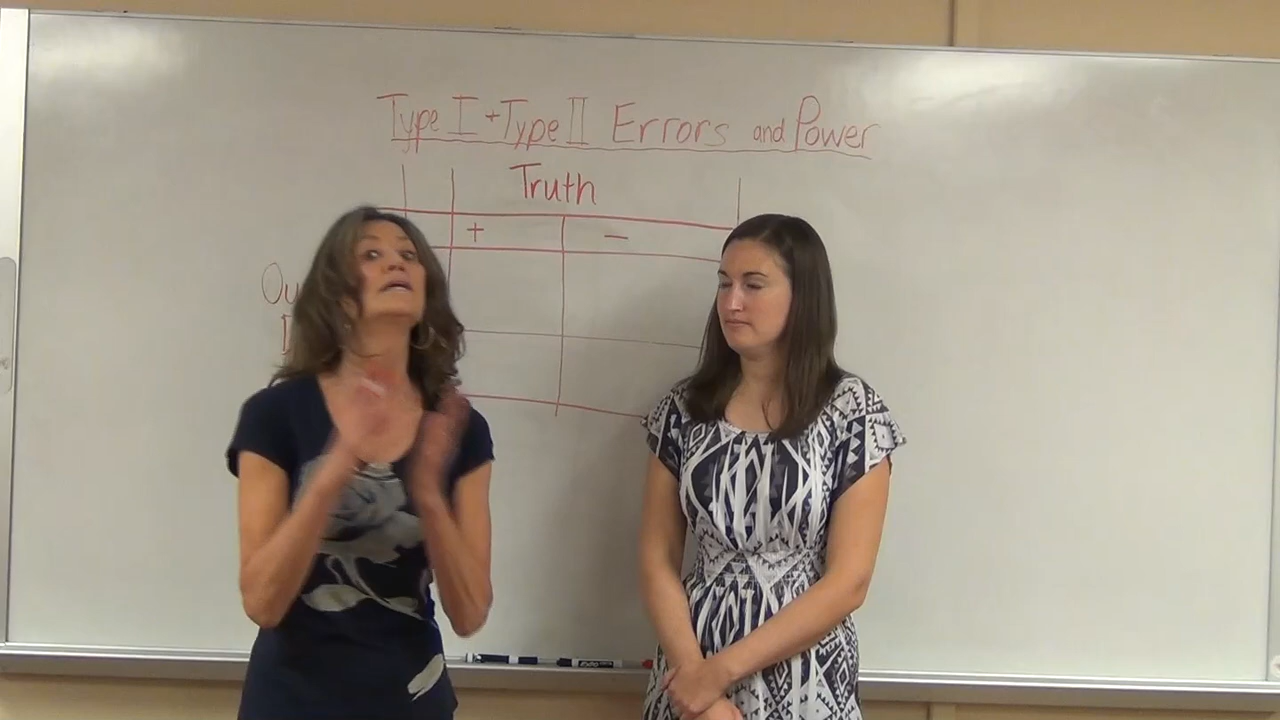 Type I + Type II Errors and Power
Truth
+ −